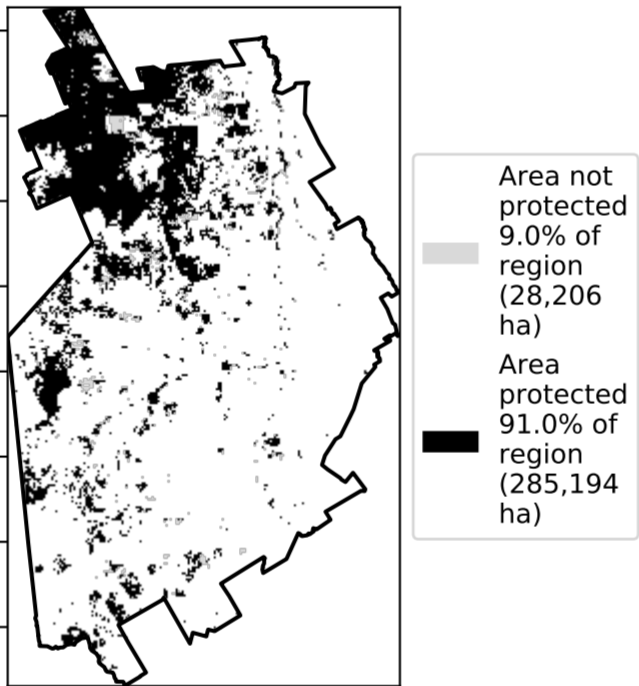 Area not
protected
9.0% of
region
(28,206
ha)
Area
protected
91.0% of
region
(285,194
ha)